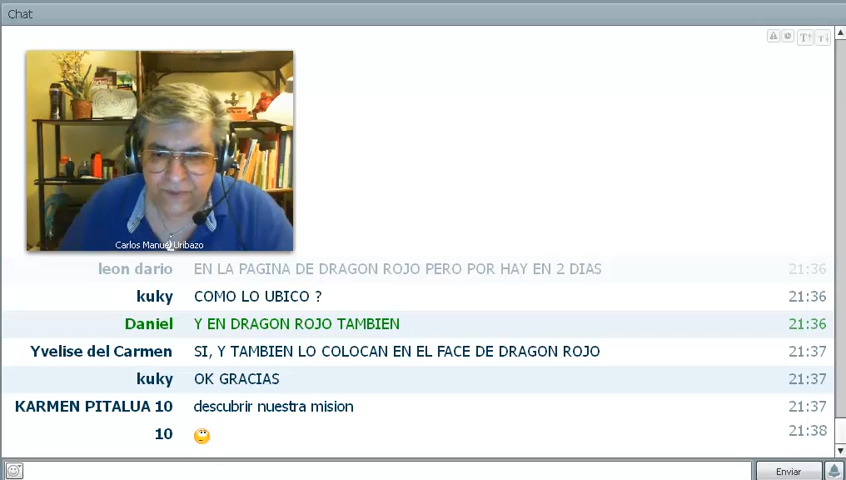 Chat
Carlos Manuel Uribazo
leon dario EN LA PAGINA DE DRAGON ROJO PERO POR HAY EN 2 DIAS 21:36
kuky COMO LO UBICO ? 21:36
Daniel Y EN DRAGON ROJO TAMBIEN 21:36
Yvelise del Carmen SI, Y TAMBIEN LO COLOCAN EN EL FACE DE DRAGON ROJO 21:37
kuky OK GRACIAS 21:37
KARMEN PITALUA 10 descubrir nuestra mision 21:37
10 21:38
Enviar